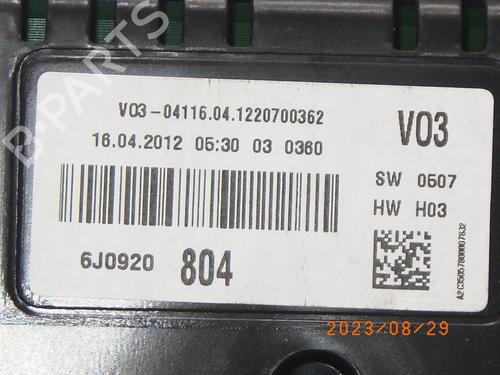 B-PARTS
V03-04116.04.1220700362
V03
16.04.2012 05:30 03 0360
SW 0507
HW H03
6J0920 804
A2C35057800007832
2023/08/29